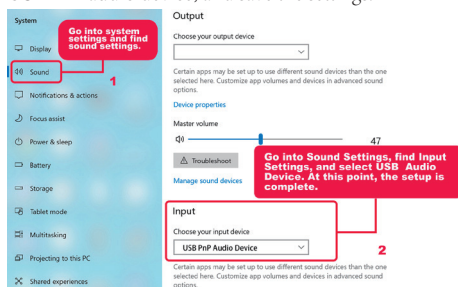 System
Go into system
settings and find
sound settings.
Display
Sound
1
Notifications & actions
Focus assist
Power & sleep
Battery
Storage
Tablet mode
Multitasking
Projecting to this PC
Shared experiences
Output
Choose your output device
Certain apps may be set up to use different sound devices than the one
selected here. Customize app volumes and devices in advanced sound
options.
Device properties
Master volume
47
Troubleshoot
Manage sound devices
Go into Sound Settings, find Input
Settings, and select USB Audio
Device. At this point, the setup is
complete.
Input
Choose your input device
USB PnP Audio Device
2
Certain apps may be set up to use different sound devices than the one
selected here. Customize app volumes and devices in advanced sound
options.